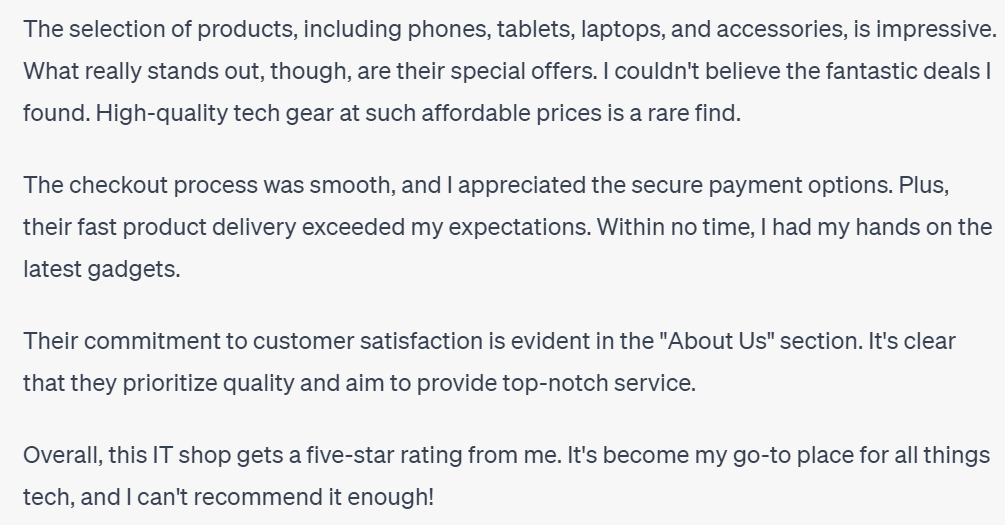 The selection of products, including phones, tablets, laptops, and accessories, is impressive.
What really stands out, though, are their special offers. I couldn't believe the fantastic deals I
found. High-quality tech gear at such affordable prices is a rare find.
The checkout process was smooth, and I appreciated the secure payment options. Plus,
their fast product delivery exceeded my expectations. Within no time, I had my hands on the
latest gadgets.
Their commitment to customer satisfaction is evident in the "About Us" section. It's clear
that they prioritize quality and aim to provide top-notch service.
Overall, this IT shop gets a five-star rating from me. It's become my go-to place for all things
tech, and I can't recommend it enough!